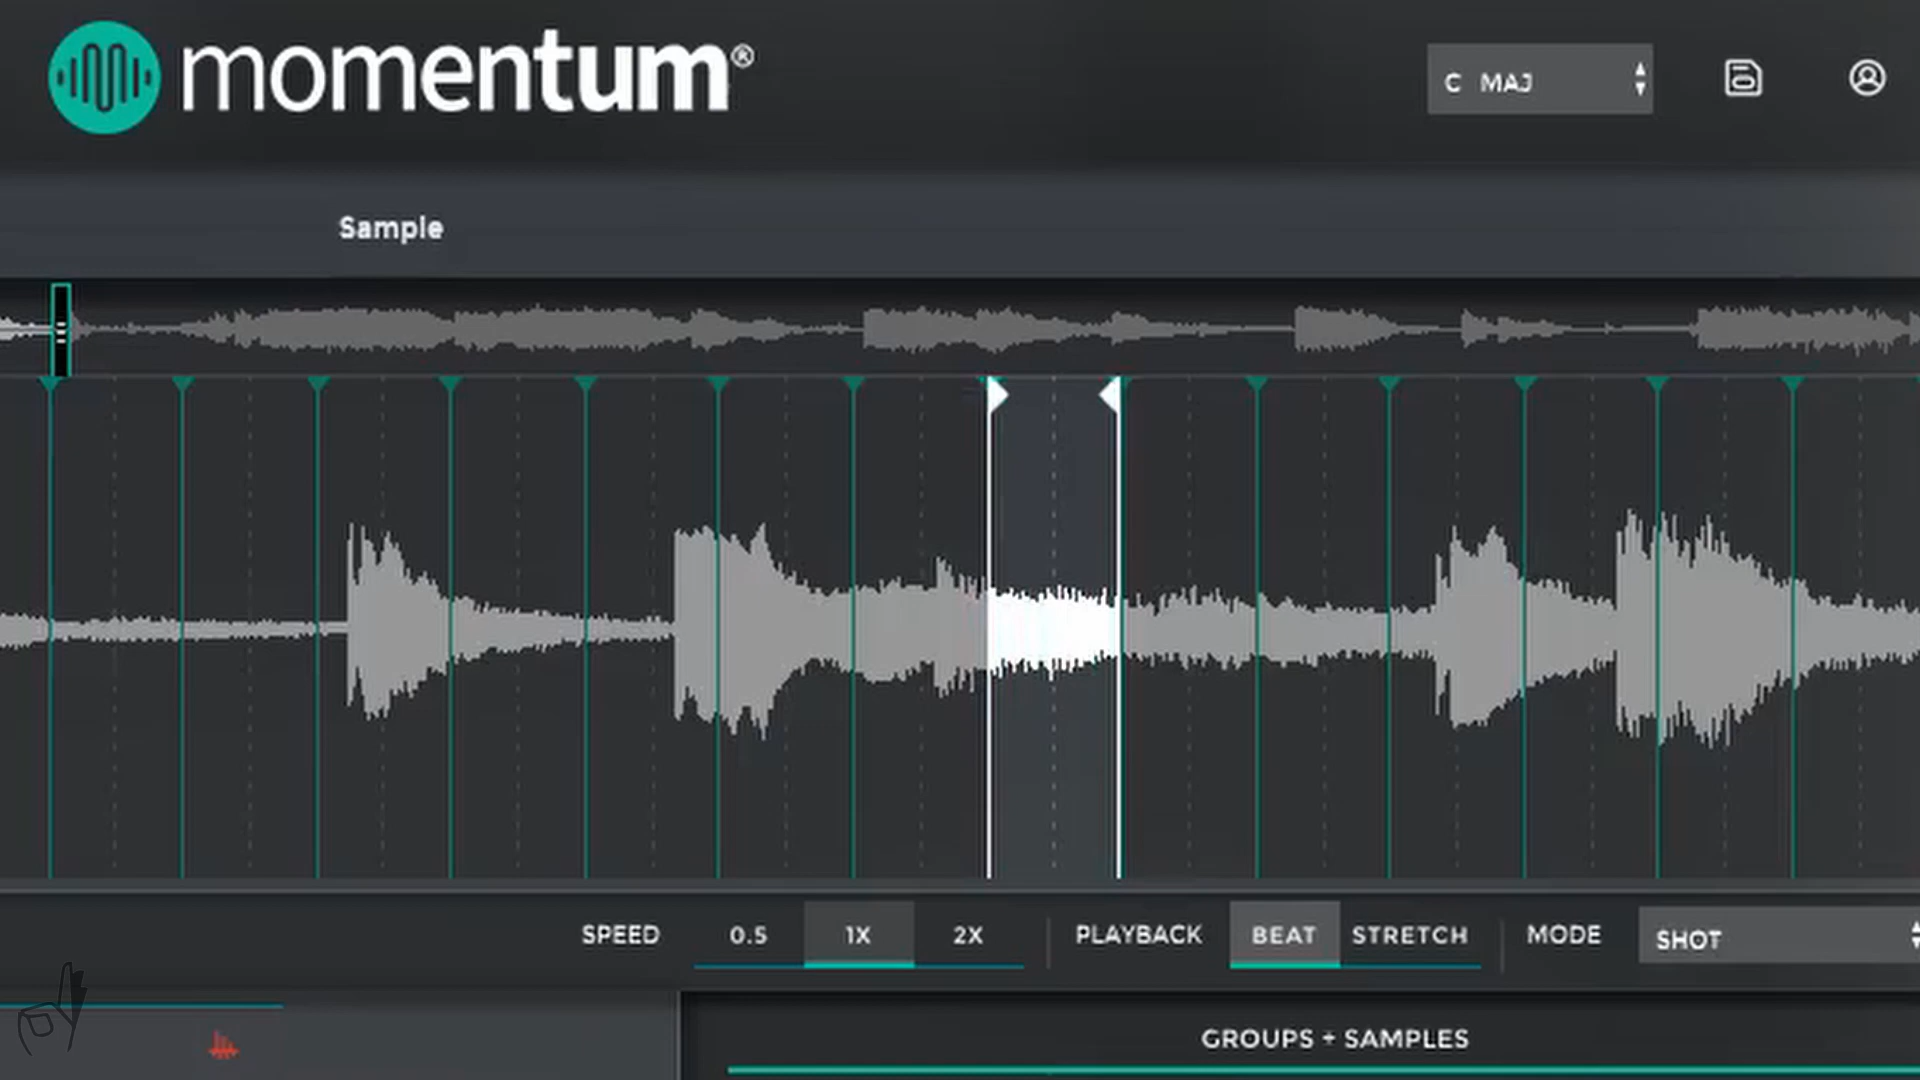 momentum®
C MAJ
Sample
SPEED 0.5 1X 2X PLAYBACK BEAT STRETCH MODE SHOT
GROUPS + SAMPLES